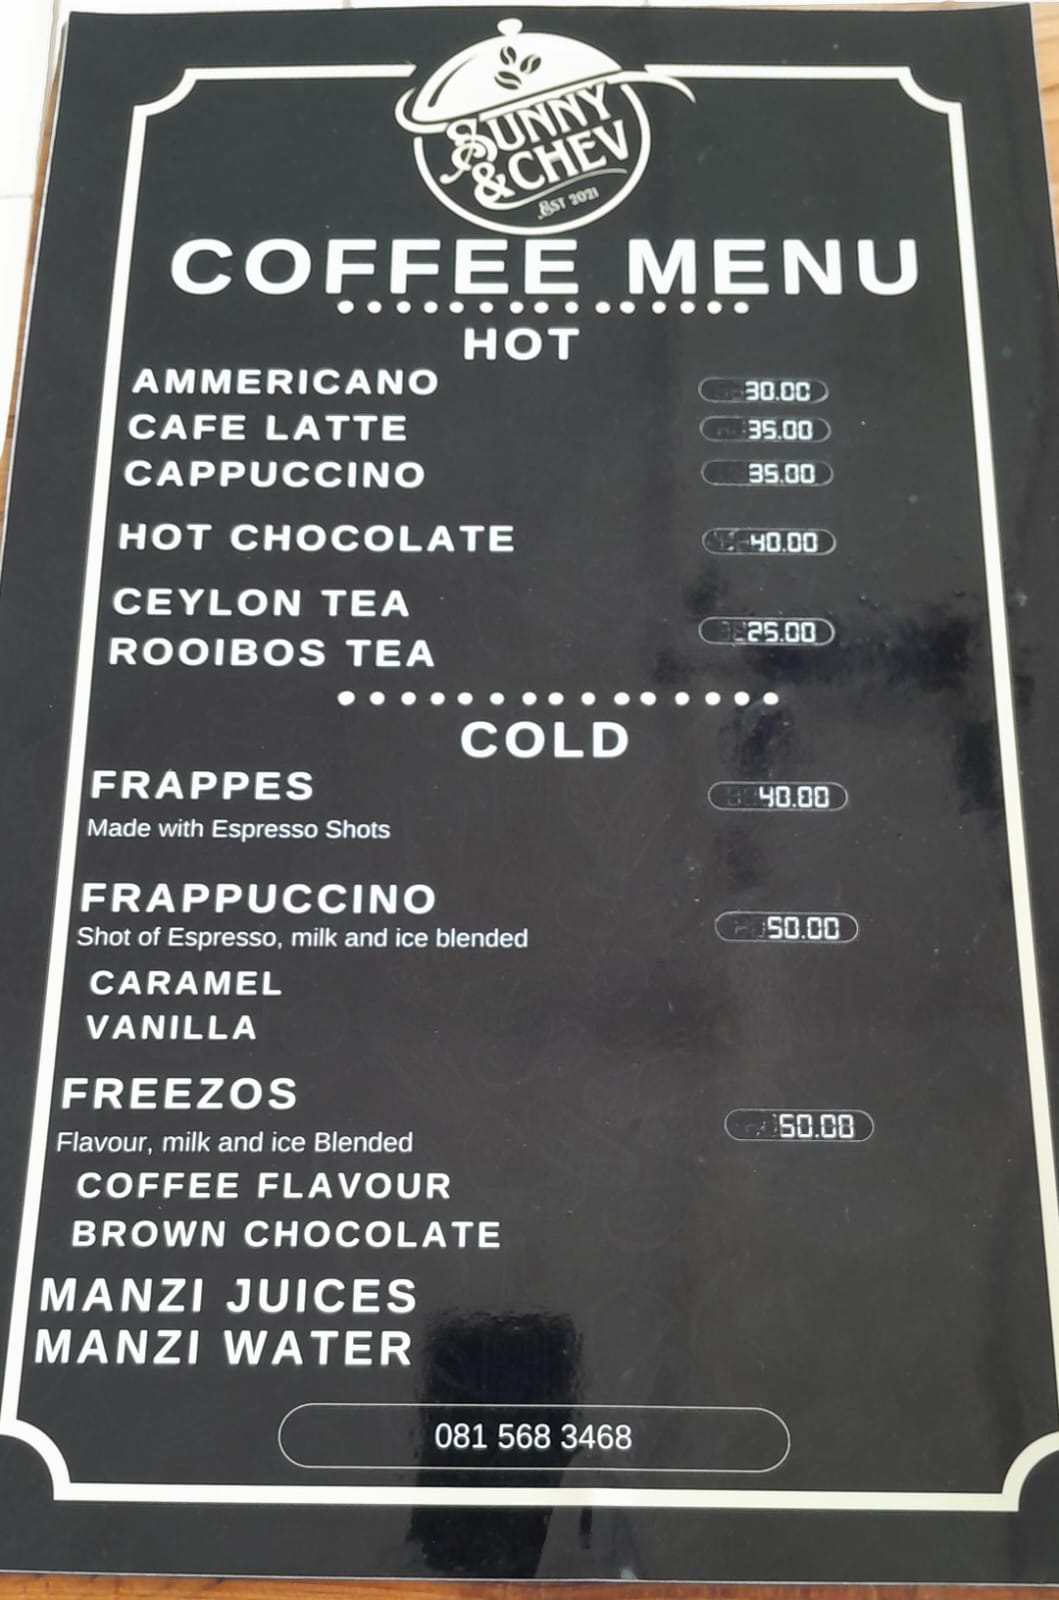 SUNNY
& CHEV
EST 2021
COFFEE MENU
HOT
AMMERICANO 30.00
CAFE LATTE 35.00
CAPPUCCINO 35.00
HOT CHOCOLATE 40.00
CEYLON TEA
25.00
ROOIBOS TEA
COLD
FRAPPES 40.00
Made with Espresso Shots
FRAPPUCCINO
50.00
Shot of Espresso, milk and ice blended
CARAMEL
VANILLA
FREEZOS
50.00
Flavour, milk and ice Blended
COFFEE FLAVOUR
BROWN CHOCOLATE
MANZI JUICES
MANZI WATER
081 568 3468